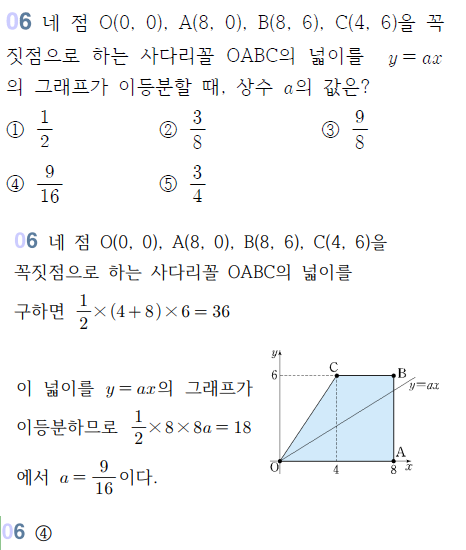 06 네 점 O(0, 0), A(8, 0), B(8, 6), C(4, 6)을 꼭
짓점으로 하는 사다리꼴 OABC의 넓이를 y=ax
의 그래프가 이등분할 때, 상수 a의 값은?
① 1/2 ② 3/8 ③ 9/8
④ 9/16 ⑤ 3/4
06 네 점 O(0, 0), A(8, 0), B(8, 6), C(4, 6)을
꼭짓점으로 하는 사다리꼴 OABC의 넓이를
구하면 1/2×(4+8)×6=36
이 넓이를 y=ax의 그래프가
이등분하므로 1/2×8×8a=18
에서 a=9/16이다.
y
6 C B
y=ax
A
O 4 8 x
06 ④